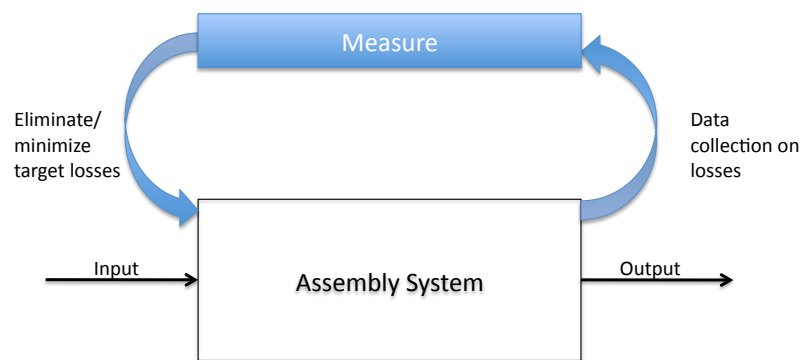 Measure
Eliminate/
minimize
target losses
Data
collection on
losses
Input
Assembly System
Output